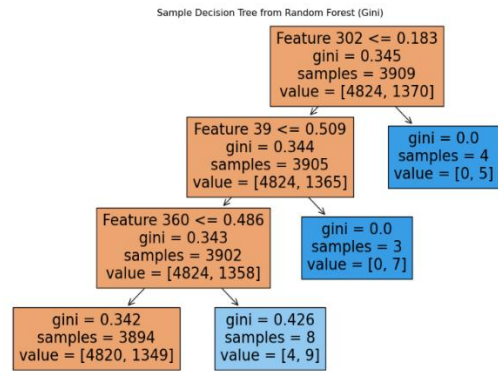 Sample Decision Tree from Random Forest (Gini)
Feature 302 <= 0.183
gini = 0.345
samples = 3909
value = [4824, 1370]
Feature 39 <= 0.509
gini = 0.344
samples = 3905
value = [4824, 1365]
gini = 0.0
samples = 4
value = [0, 5]
Feature 360 <= 0.486
gini = 0.343
samples = 3902
value = [4824, 1358]
gini = 0.0
samples = 3
value = [0, 7]
gini = 0.342
samples = 3894
value = [4820, 1349]
gini = 0.426
samples = 8
value = [4, 9]